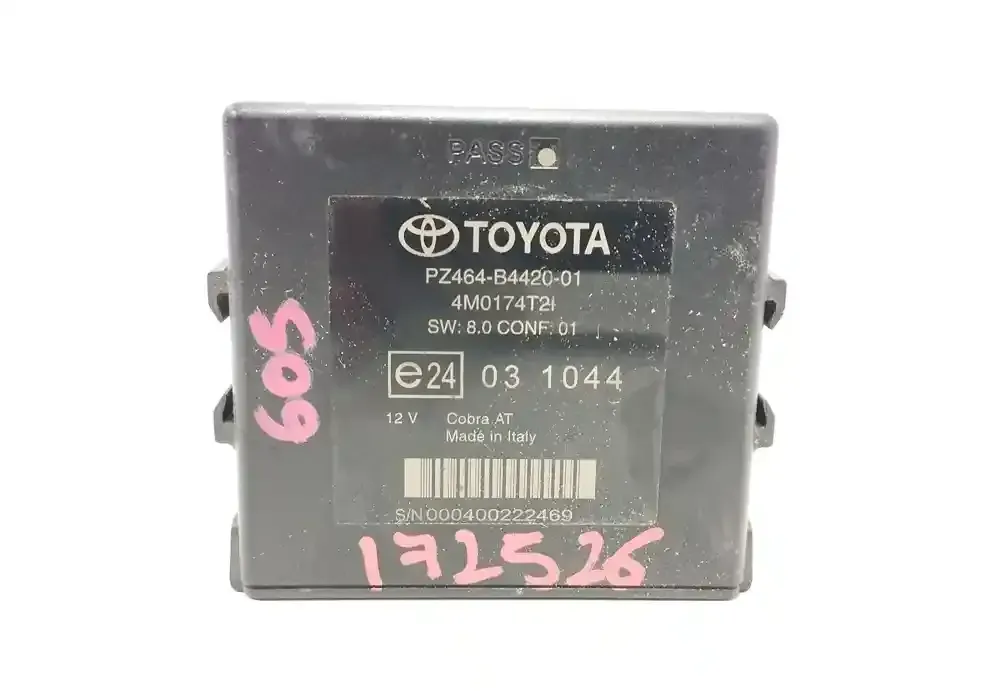 PASS
TOYOTA
PZ464-B4420-01
4M0174T2I
SW: 8.0 CONF: 01
e24 03 1044
12 V Cobra AT
Made in Italy
S/N 000400222469
605
172526